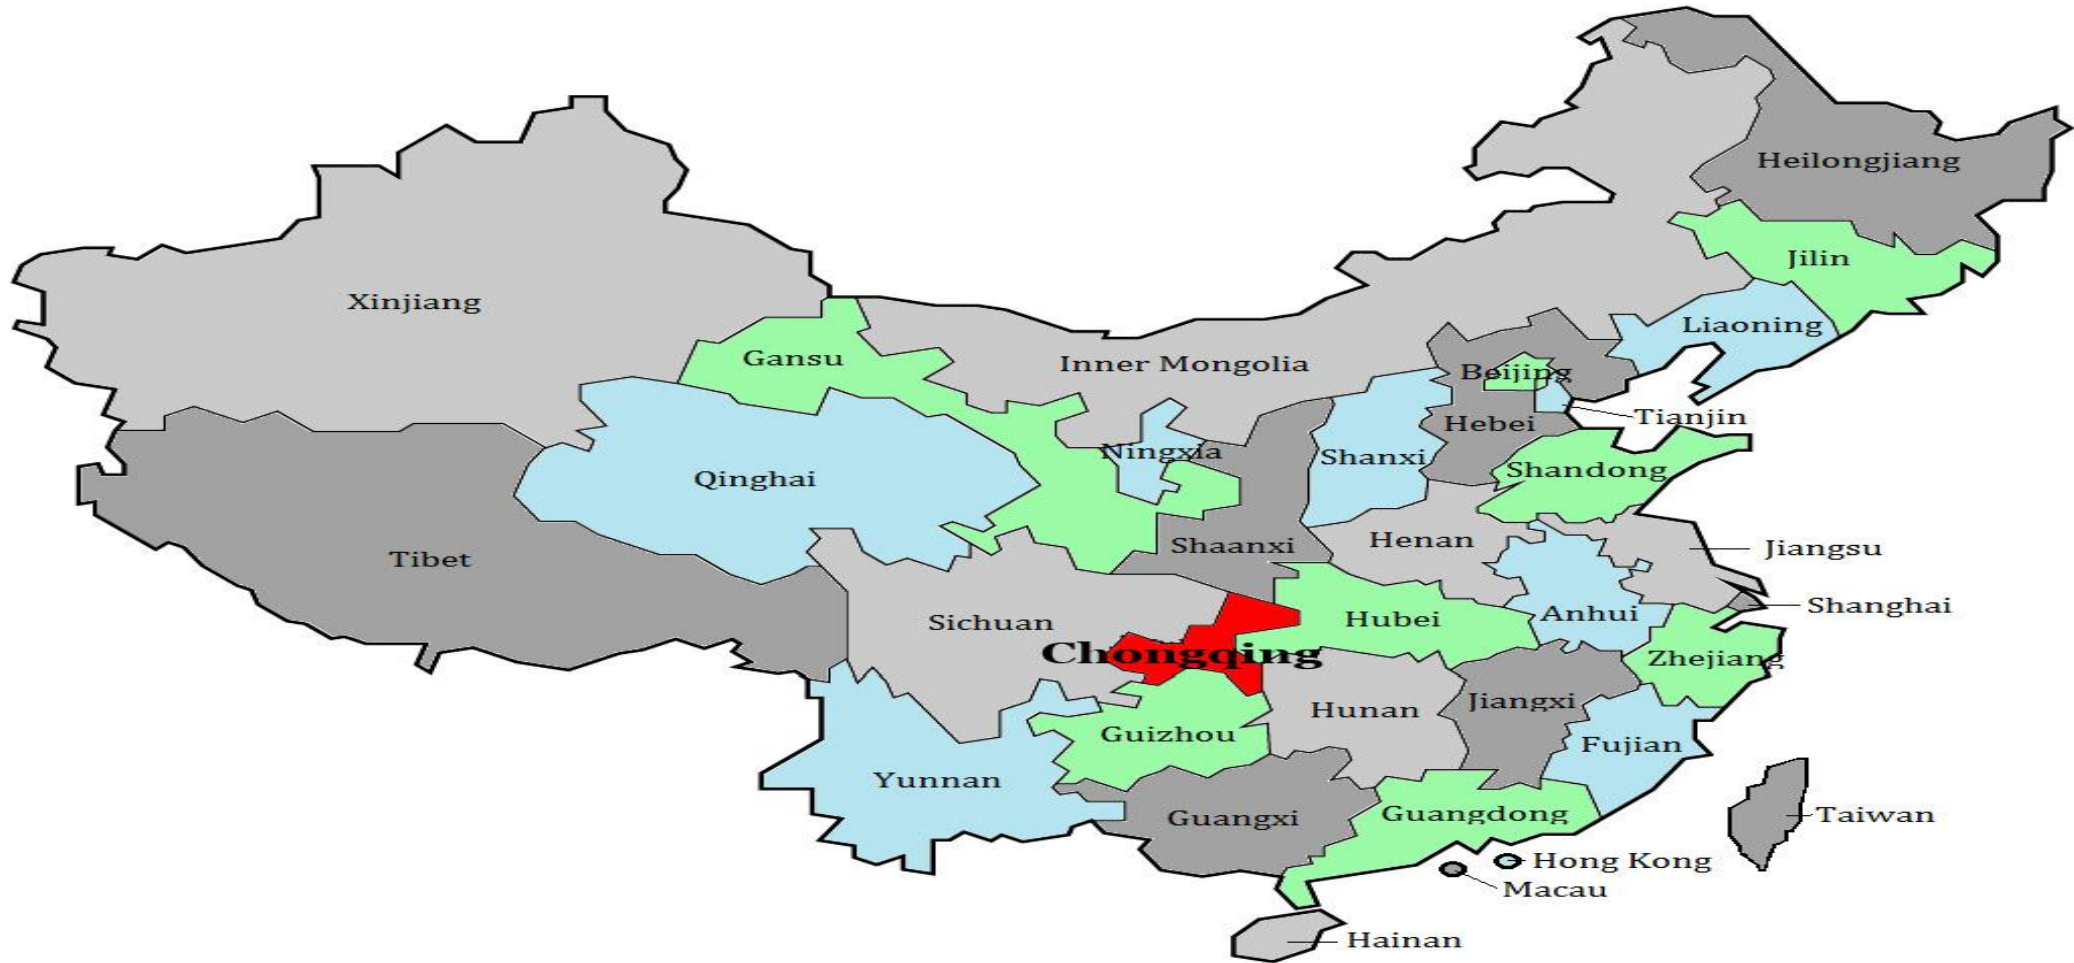 Heilongjiang
Jilin
Xinjiang
Liaoning
Gansu
Inner Mongolia
Beijing
Tianjin
Hebei
Ningxia
Shanxi
Shandong
Qinghai
Henan
Shaanxi
Jiangsu
Tibet
Shanghai
Anhui
Hubei
Sichuan
Chongqing
Zhejiang
Jiangxi
Hunan
Guizhou
Fujian
Yunnan
Guangxi
Guangdong
Taiwan
Hong Kong
Macau
Hainan